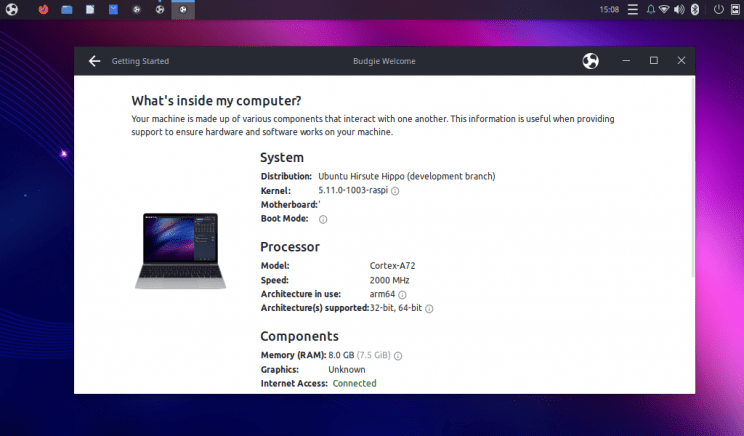 15:08
Getting Started
Budgie Welcome
What's inside my computer?
Your machine is made up of various components that interact with one another. This information is useful when providing
support to ensure hardware and software works on your machine.
System
Distribution: Ubuntu Hirsute Hippo (development branch)
Kernel: 5.11.0-1003-raspi
Motherboard:'
Boot Mode:
Processor
Model: Cortex-A72
Speed: 2000 MHz
Architecture in use: arm64
Architecture(s) supported: 32-bit, 64-bit
Components
Memory (RAM): 8.0 GB (7.5 GiB)
Graphics: Unknown
Internet Access: Connected